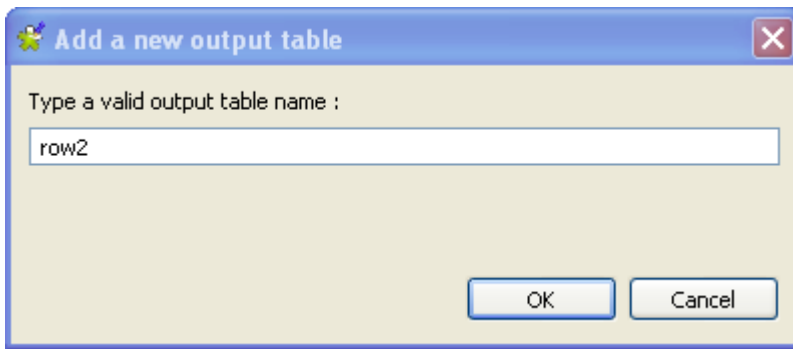 Add a new output table
Type a valid output table name :
row2
OK
Cancel